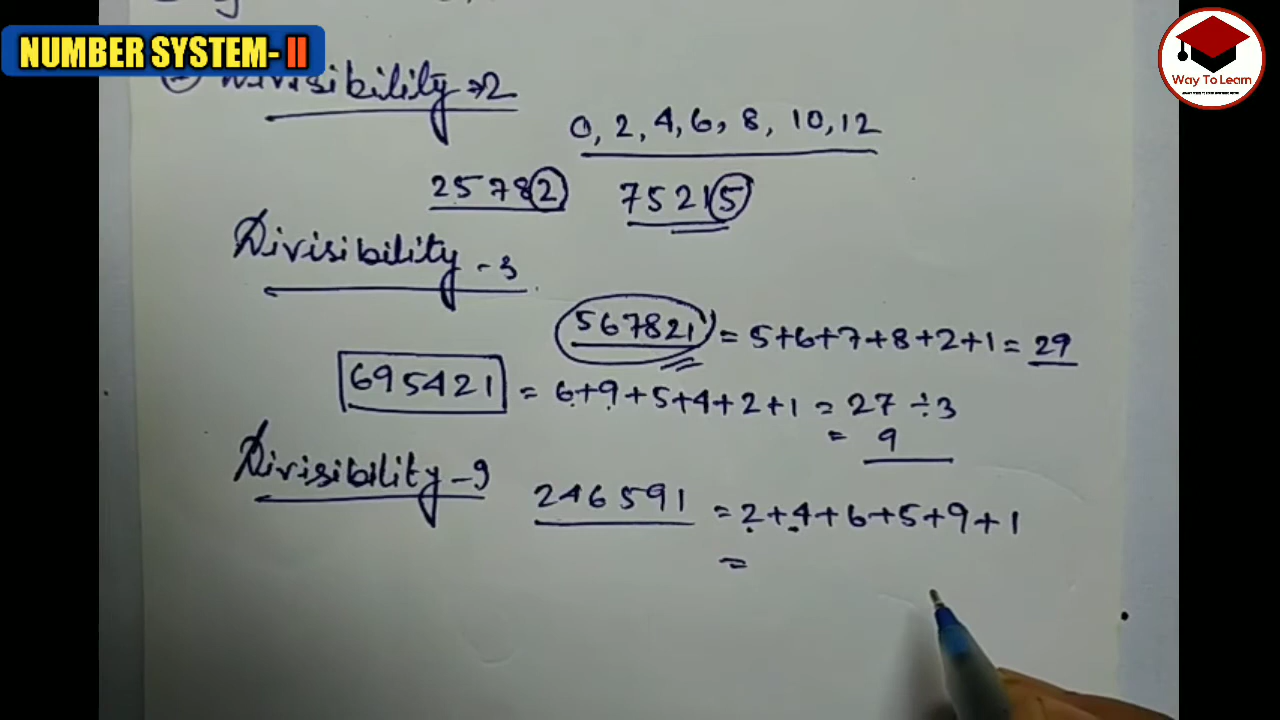 NUMBER SYSTEM-II
Way To Learn
Divisibility → 2
0, 2, 4, 6, 8, 10, 12
25782 75215
Divisibility - 3
567821 = 5+6+7+8+2+1 = 29
695421 = 6+9+5+4+2+1 = 27 ÷3
= 9
Divisibility - 9
246591 = 2+4+6+5+9+1
=